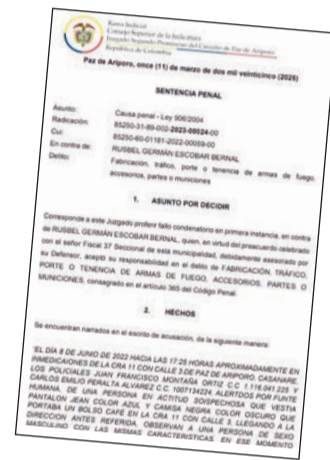 Rama Judicial
Consejo Superior de la Judicatura
Juzgado Segundo Promiscuo del Circuito de Paz de Ariporo
República de Colombia
Paz de Ariporo, once (11) de marzo de dos mil veinticinco (2025)
SENTENCIA PENAL
Asunto: Causa penal - Ley 906/2004
Radicación: 85250-31-89-002-2023-00024-00
Cui: 85250-60-01181-2022-00059-00
En contra de: RUSBEL GERMÁN ESCOBAR BERNAL
Delito: Fabricación, tráfico, porte o tenencia de armas de fuego,
accesorios, partes o municiones
1. ASUNTO POR DECIDIR
Corresponde a este Juzgado proferir fallo condenatorio en primera instancia, en contra
de RUSBEL GERMÁN ESCOBAR BERNAL, quien, en virtud del preacuerdo celebrado
con el señor Fiscal 37 Seccional de esta municipalidad, debidamente asesorado por
su Defensor, aceptó su responsabilidad en el delito de FABRICACIÓN, TRÁFICO,
PORTE O TENENCIA DE ARMAS DE FUEGO, ACCESORIOS, PARTES O
MUNICIONES, consagrado en el artículo 365 del Código Penal.
2. HECHOS
Se encuentran narrados en el escrito de acusación, de la siguiente manera:
"EL DÍA 8 DE JUNIO DE 2022 HACIA LAS 17:25 HORAS APROXIMADAMENTE EN
INMEDICAIONES DE LA CRA 11 CON CALLE 3 DE PAZ DE ARIPORO, CASANARE,
LOS POLICIALES JUAN FRANCISCO MONTAÑA ORTIZ C.C 1.116.041.225 Y
CARLOS EMILIO PERALTA ALVAREZ C.C. 1007134224, ALERTDOS POR FUNTE
HUMANA, DE UNA PERSONA EN ACTITUD SOSPECHOSA QUE VESTIA
PANTALON JEAN COLOR AZUL Y CAMISA NEGRA COLOR OSCURO QUE
PORTABA UN BOLSO CAFÉ EN LA CRA 11 CON CALLE 3, LLEGANDO A LA
DIRECCION ANTES REFERIDA, OBSERVAN A UNA PERSONA DE SEXO
MASCULINO CON LAS MISMAS CARACTERISTICAS, EN ESE MOMENTO